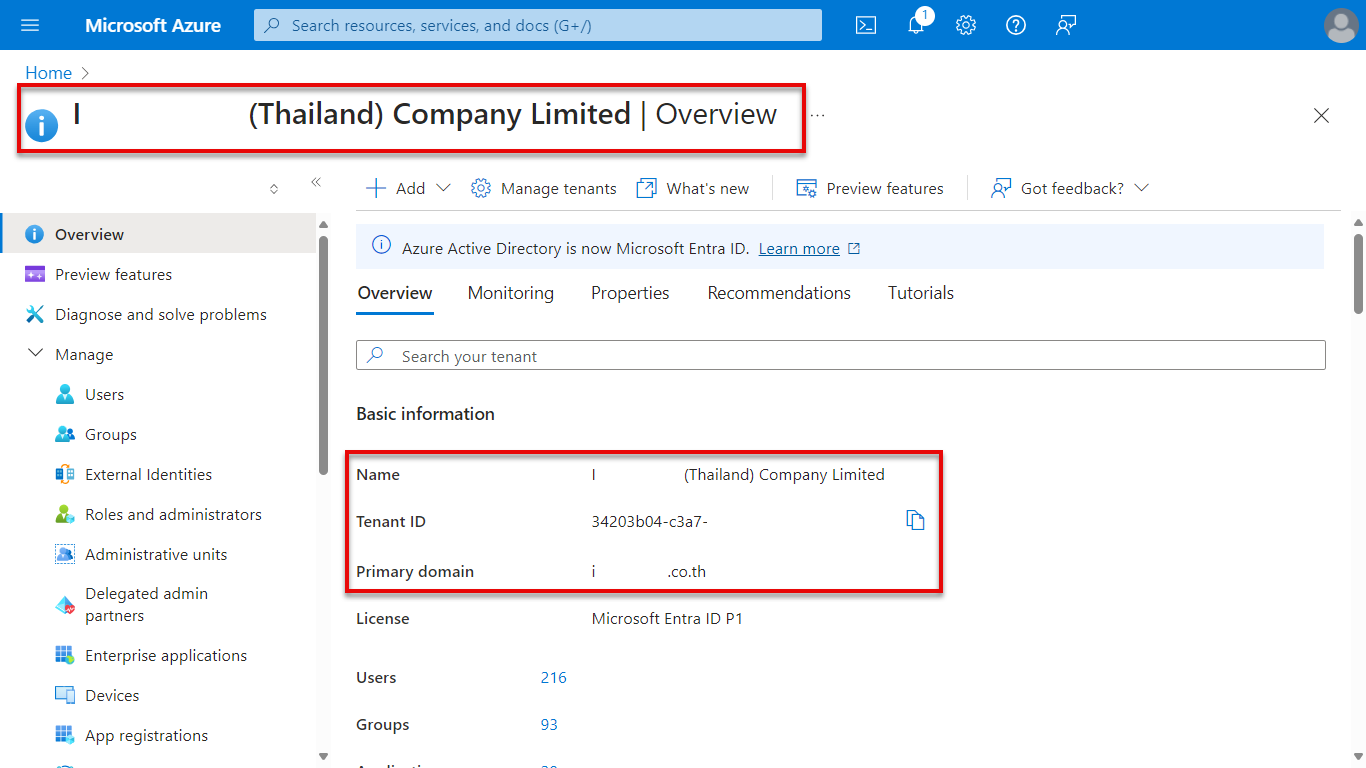 Microsoft Azure
Search resources, services, and docs (G+/)
1
Home
I (Thailand) Company Limited | Overview
Add
Manage tenants
What's new
Preview features
Got feedback?
Overview
Preview features
Diagnose and solve problems
Manage
Users
Groups
External Identities
Roles and administrators
Administrative units
Delegated admin
partners
Enterprise applications
Devices
App registrations
Azure Active Directory is now Microsoft Entra ID. Learn more
Overview Monitoring Properties Recommendations Tutorials
Search your tenant
Basic information
Name I (Thailand) Company Limited
Tenant ID 34203b04-c3a7-
Primary domain i .co.th
License Microsoft Entra ID P1
Users 216
Groups 93